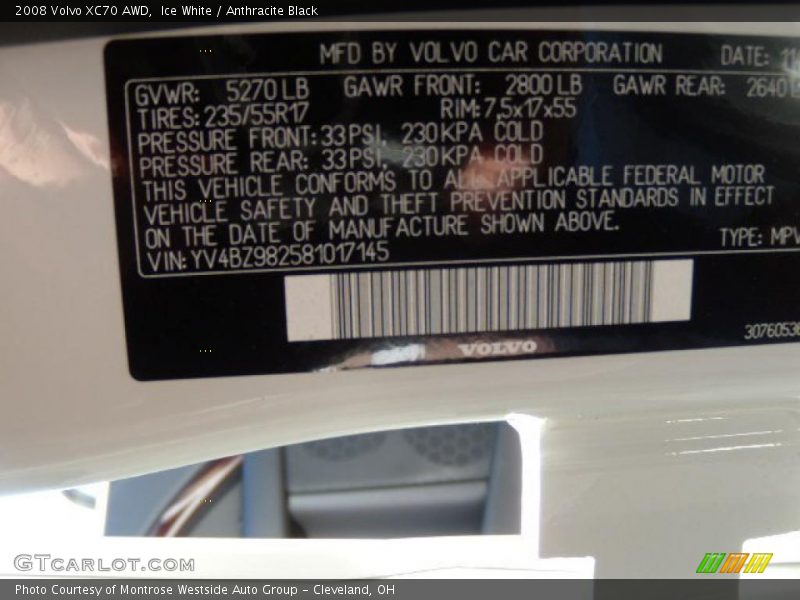 2008 Volvo XC70 AWD,  Ice White / Anthracite Black
MFD BY VOLVO CAR CORPORATION DATE:
GVWR: 5270 LB GAWR FRONT: 2800 LB GAWR REAR: 2640
TIRES: 235/55R17 RIM: 7,5x17x55
PRESSURE FRONT: 33 PSI, 230 KPA COLD
PRESSURE REAR: 33 PSI, 230 KPA COLD
THIS VEHICLE CONFORMS TO ALL APPLICABLE FEDERAL MOTOR
VEHICLE SAFETY AND THEFT PREVENTION STANDARDS IN EFFECT
ON THE DATE OF MANUFACTURE SHOWN ABOVE.
VIN: YV4BZ982581017145 TYPE: MPV
3076053
VOLVO
GTCARLOT.COM
Photo Courtesy of Montrose Westside Auto Group - Cleveland, OH